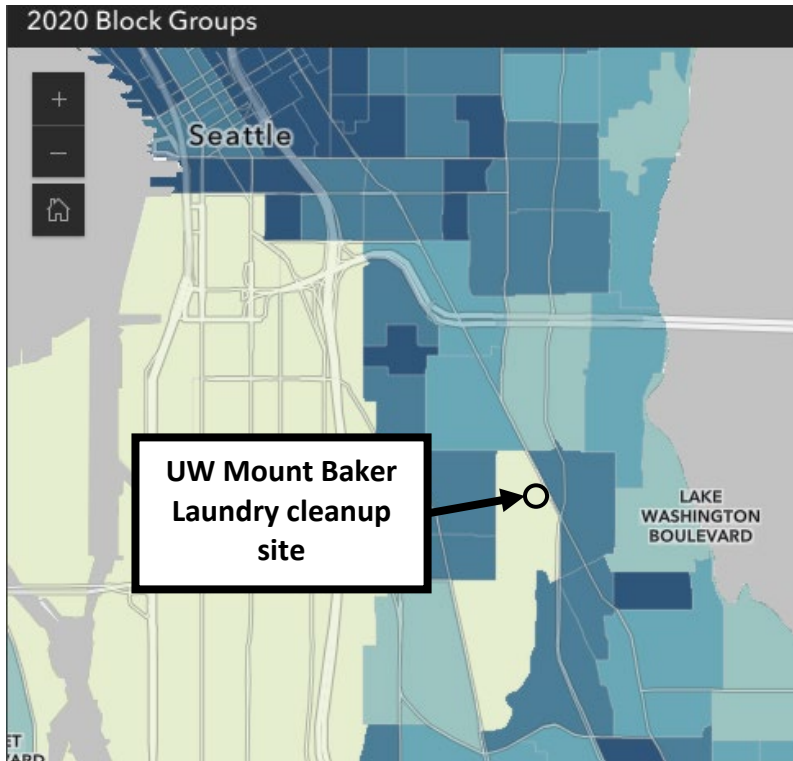 2020 Block Groups
+
Seattle
−
UW Mount Baker
Laundry cleanup
site
LAKE
WASHINGTON
BOULEVARD